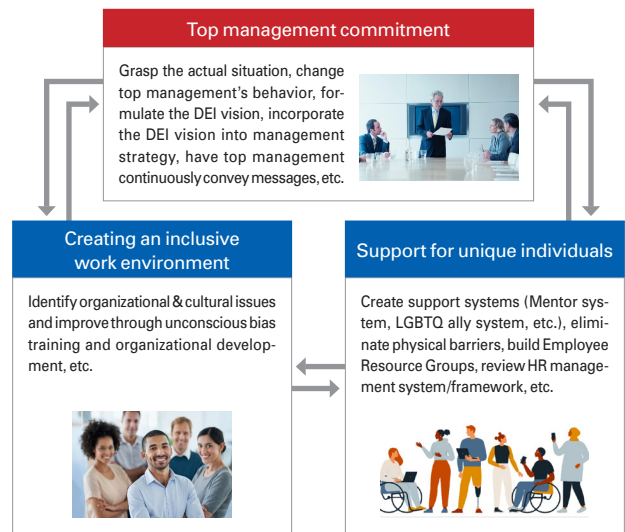 Top management commitment
Grasp the actual situation, change
top management's behavior, for-
mulate the DEI vision, incorporate
the DEI vision into management
strategy, have top management
continuously convey messages, etc.
Creating an inclusive
work environment
Identify organizational & cultural issues
and improve through unconscious bias
training and organizational develop-
ment, etc.
Support for unique individuals
Create support systems (Mentor sys-
tem, LGBTQ ally system, etc.), elimi-
nate physical barriers, build Employee
Resource Groups, review HR manage-
ment system/framework, etc.